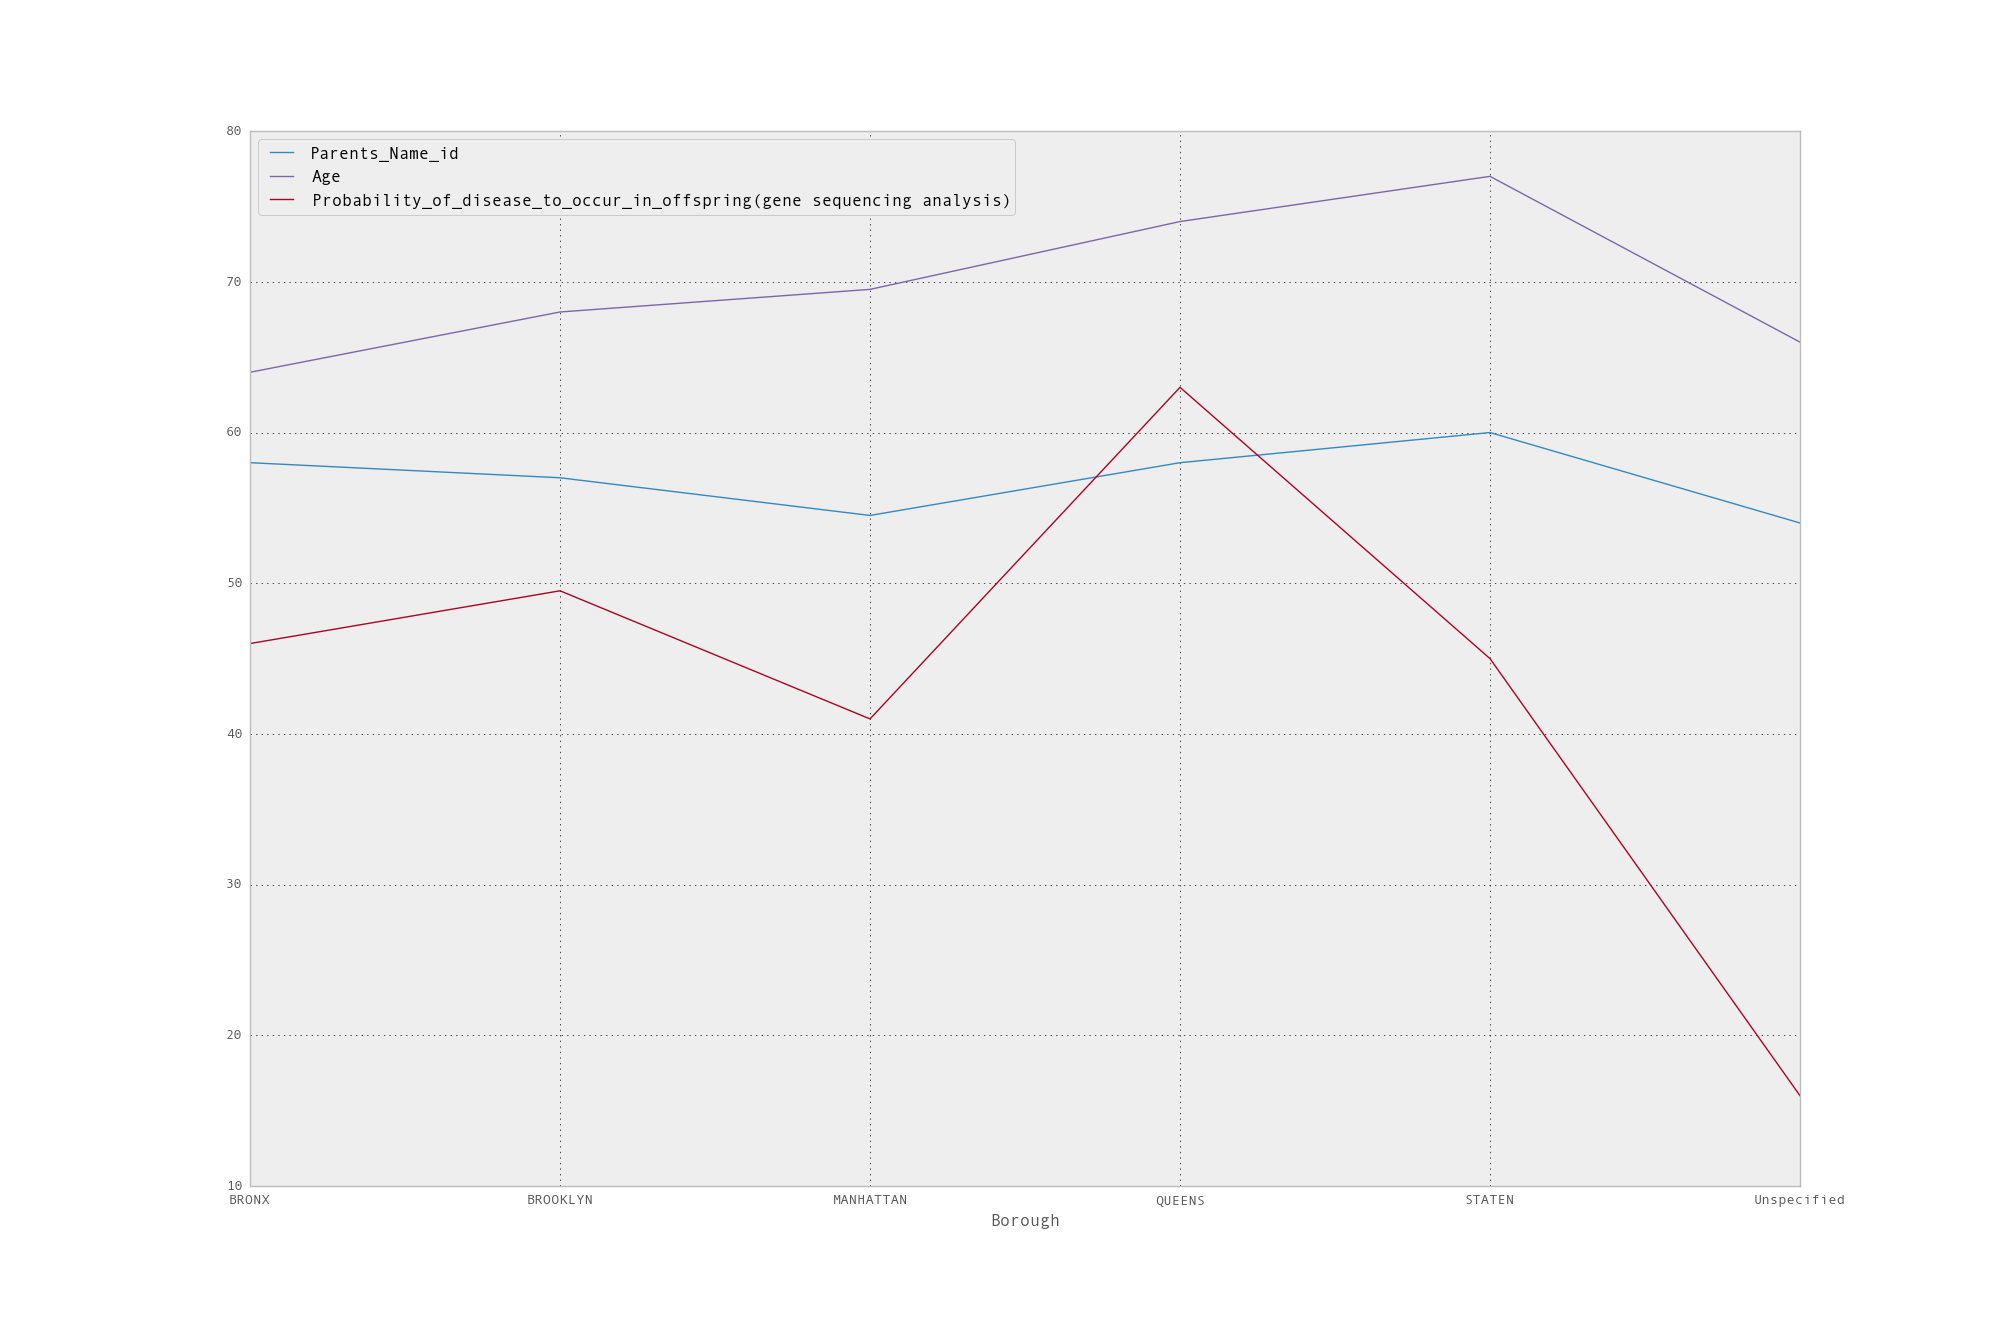 80
Parents_Name_id
Age
Probability_of_disease_to_occur_in_offspring(gene sequencing analysis)
70
60
50
40
30
20
10
BRONX BROOKLYN MANHATTAN QUEENS STATEN Unspecified
Borough